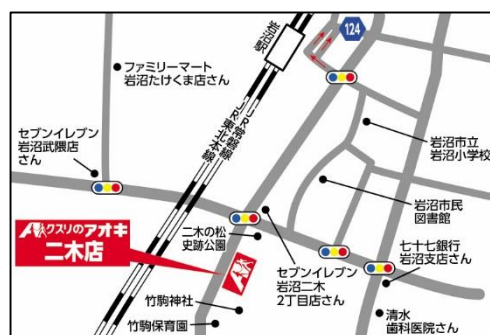 124
岩沼駅
ファミリーマート
岩沼たけくま店さん
JR常磐線
JR東北本線
セブンイレブン
岩沼武隈店
さん
岩沼市立
岩沼小学校
岩沼市民
図書館
クスリのアオキ
二木店
二木の松
史跡公園
セブンイレブン
岩沼二木
2丁目店さん
七十七銀行
岩沼支店さん
竹駒神社
竹駒保育園
清水
歯科医院さん